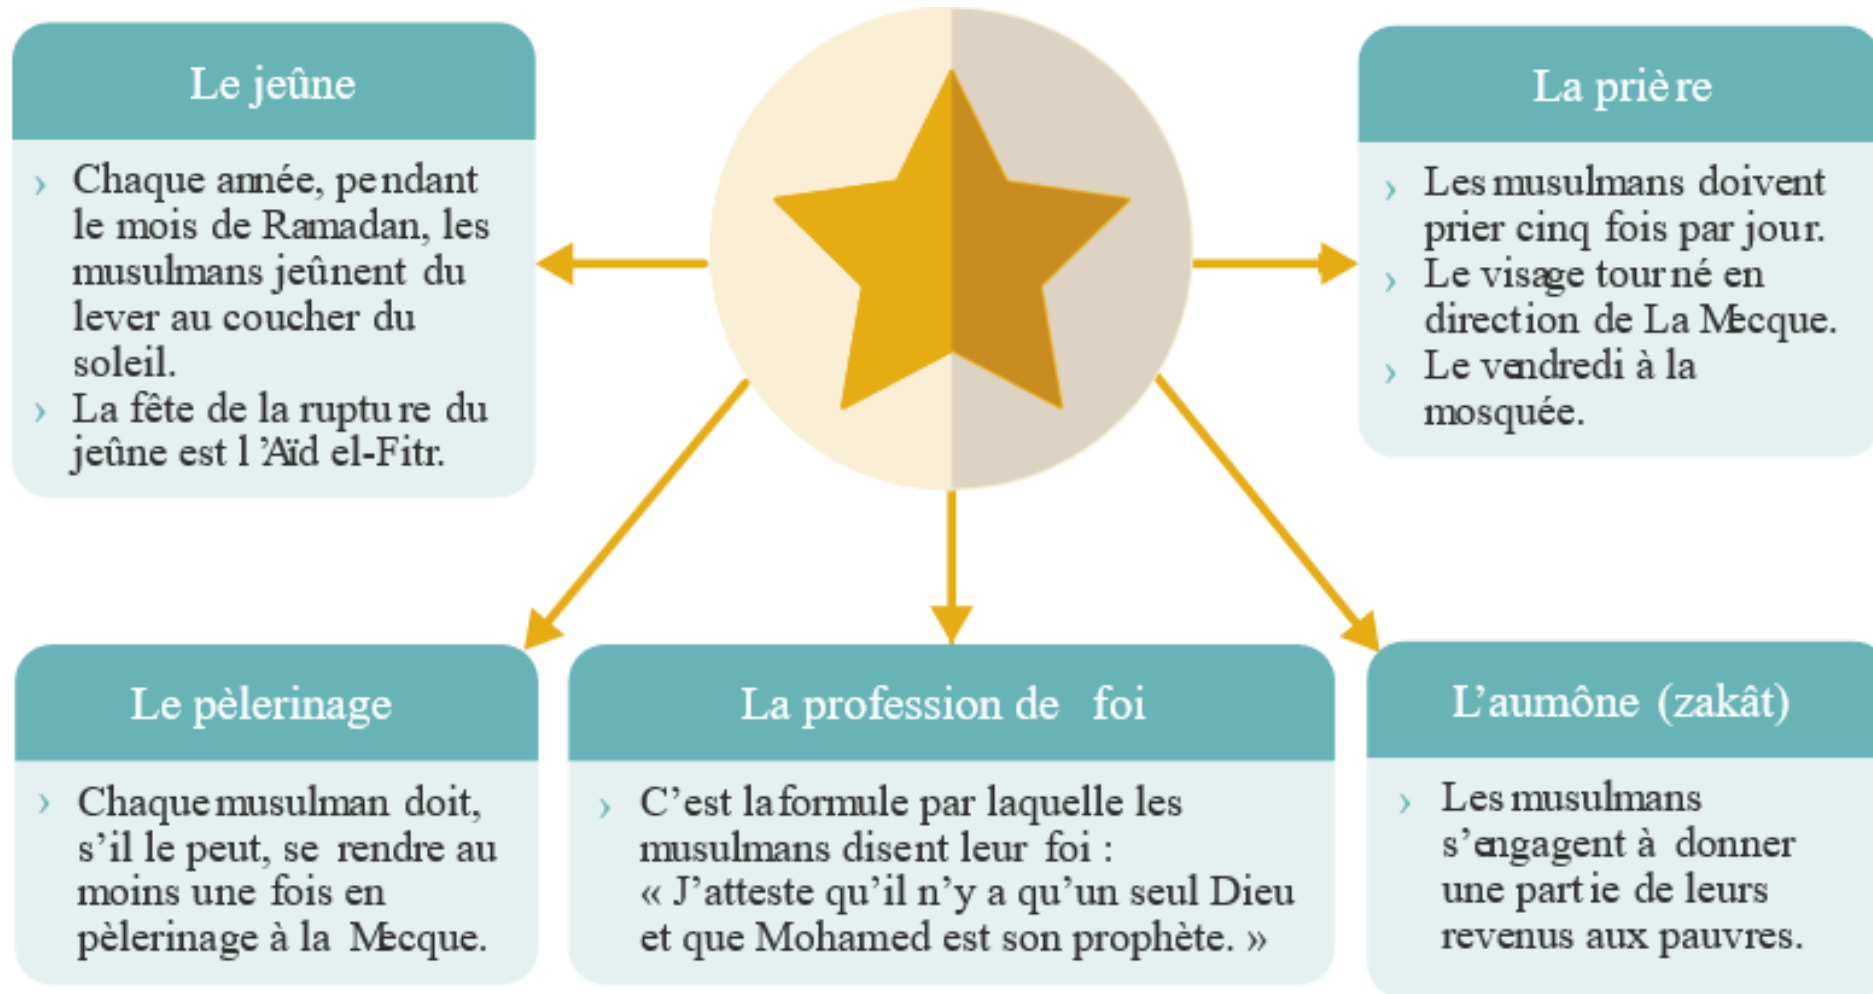 Le jeûne
Chaque année, pendant
le mois de Ramadan, les
musulmans jeûnent du
lever au coucher du
soleil.
La fête de la rupture du
jeûne est l'Aïd el-Fitr.
La prière
Les musulmans doivent
prier cinq fois par jour.
Le visage tourné en
direction de La Mecque.
Le vendredi à la
mosquée.
Le pèlerinage
Chaque musulman doit,
s'il le peut, se rendre au
moins une fois en
pèlerinage à la Mecque.
La profession de foi
C'est la formule par laquelle les
musulmans disent leur foi :
« J'atteste qu'il n'y a qu'un seul Dieu
et que Mohamed est son prophète. »
L'aumône (zakât)
Les musulmans
s'engagent à donner
une partie de leurs
revenus aux pauvres.